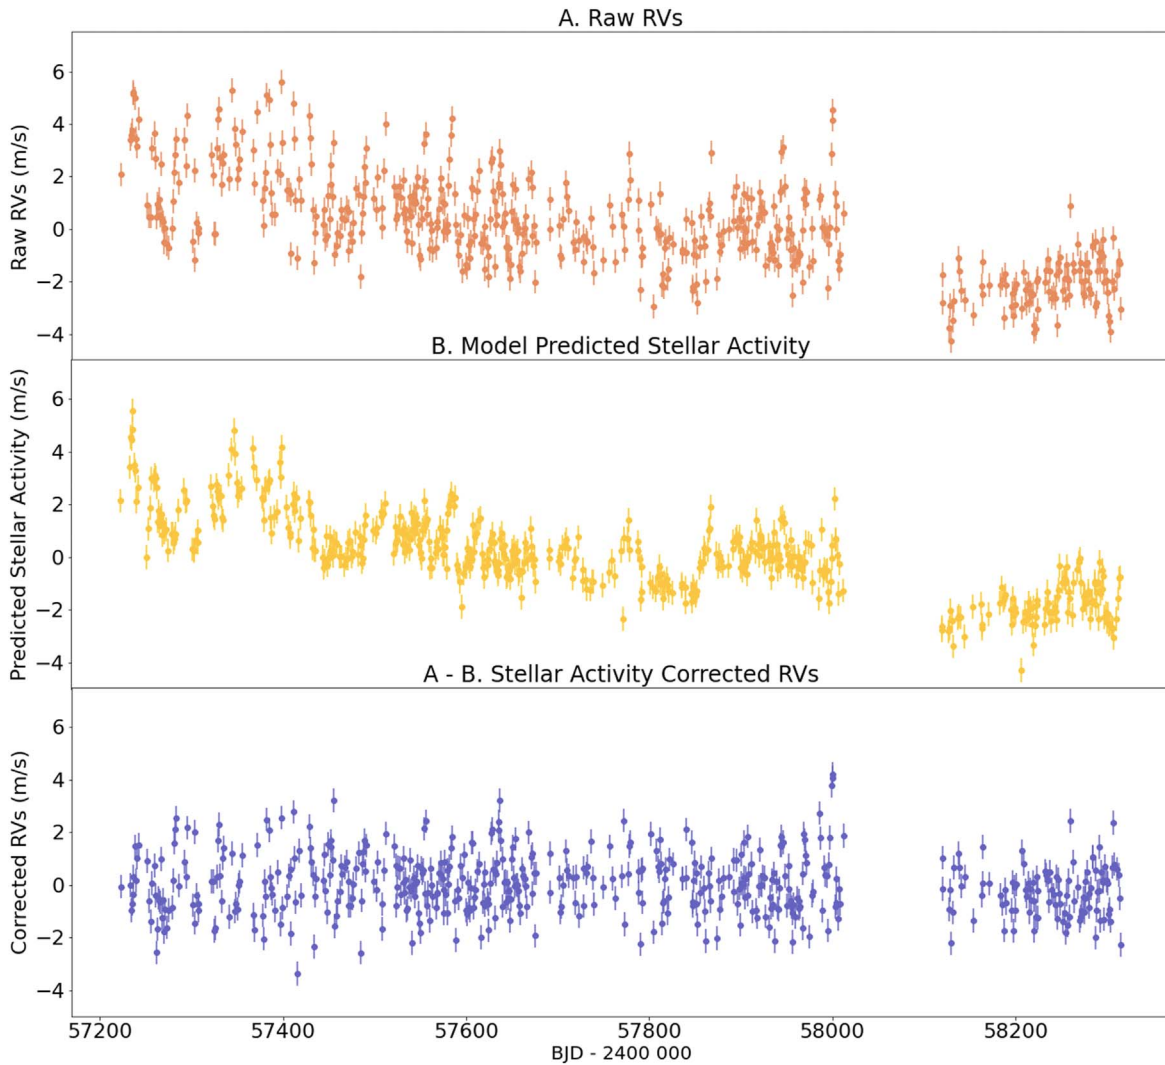 A. Raw RVs
Raw RVs (m/s)
6
4
2
0
−2
−4
B. Model Predicted Stellar Activity
Predicted Stellar Activity (m/s)
6
4
2
0
−2
−4
A - B. Stellar Activity Corrected RVs
Corrected RVs (m/s)
6
4
2
0
−2
−4
57200 57400 57600 57800 58000 58200
BJD - 2400 000